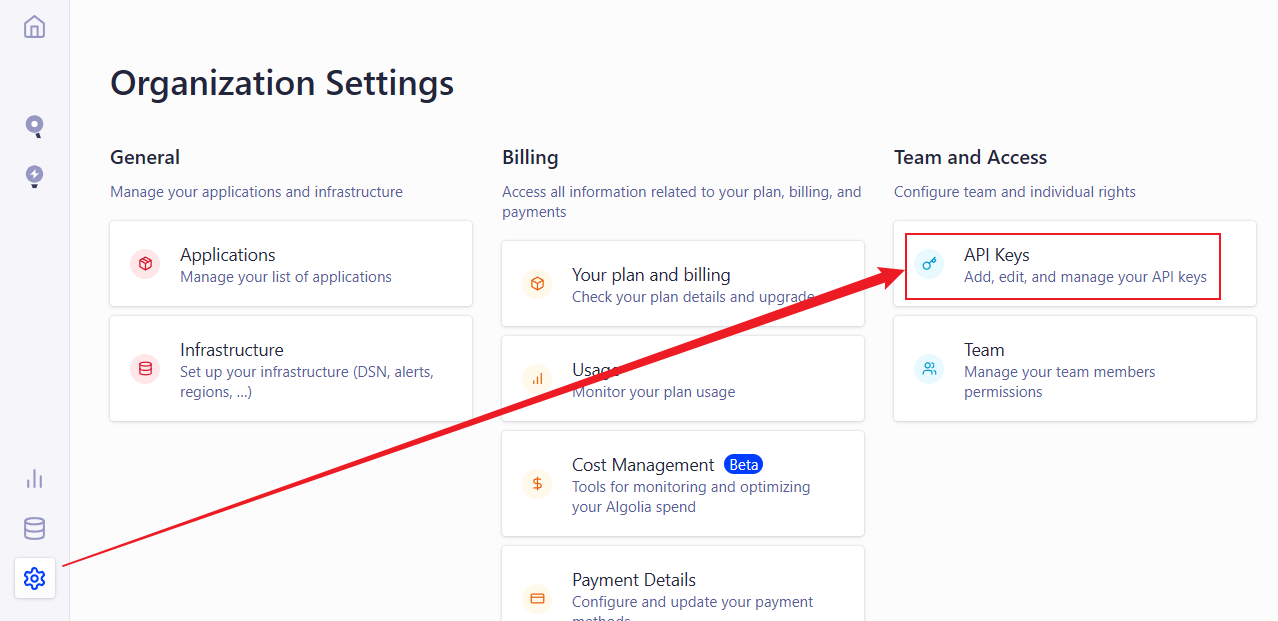 Organization Settings
General
Manage your applications and infrastructure
Applications
Manage your list of applications
Infrastructure
Set up your infrastructure (DSN, alerts,
regions, ...)
Billing
Access all information related to your plan, billing, and
payments
Your plan and billing
Check your plan details and upgrade
Usage
Monitor your plan usage
Cost Management Beta
Tools for monitoring and optimizing
your Algolia spend
Payment Details
Configure and update your payment
methods
Team and Access
Configure team and individual rights
API Keys
Add, edit, and manage your API keys
Team
Manage your team members
permissions